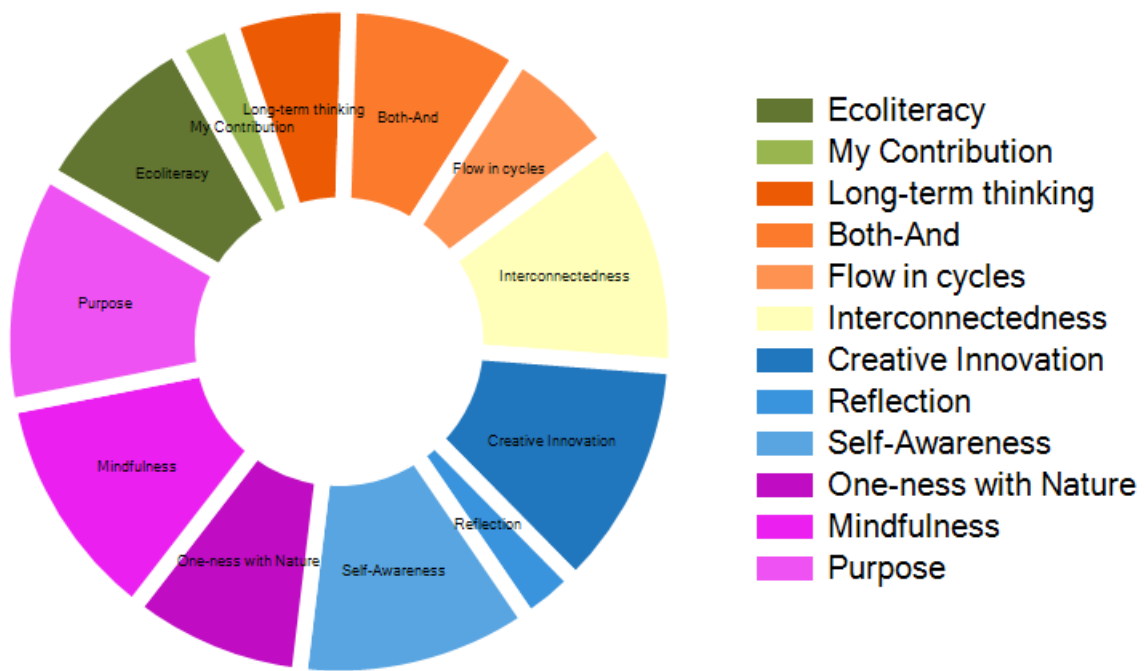 Long-term thinking
My Contribution
Both-And
Flow in cycles
Ecoliteracy
Interconnectedness
Purpose
Creative Innovation
Mindfulness
Reflection
One-ness with Nature
Self-Awareness
Ecoliteracy
My Contribution
Long-term thinking
Both-And
Flow in cycles
Interconnectedness
Creative Innovation
Reflection
Self-Awareness
One-ness with Nature
Mindfulness
Purpose